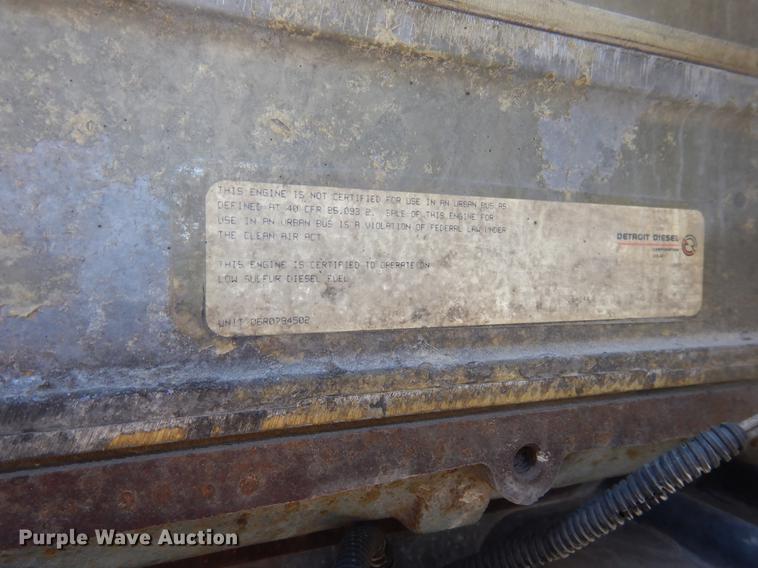 THIS ENGINE IS NOT CERTIFIED FOR USE IN AN URBAN BUS AS
DEFINED AT 40 CFR 86.093 2. SALE OF THIS ENGINE FOR
USE IN AN URBAN BUS IS A VIOLATION OF FEDERAL LAW UNDER
THE CLEAN AIR ACT
THIS ENGINE IS CERTIFIED TO OPERATE ON
LOW SULFUR DIESEL FUEL
UNIT 06R0794502
DETROIT DIESEL
CORPORATION
Purple Wave Auction®